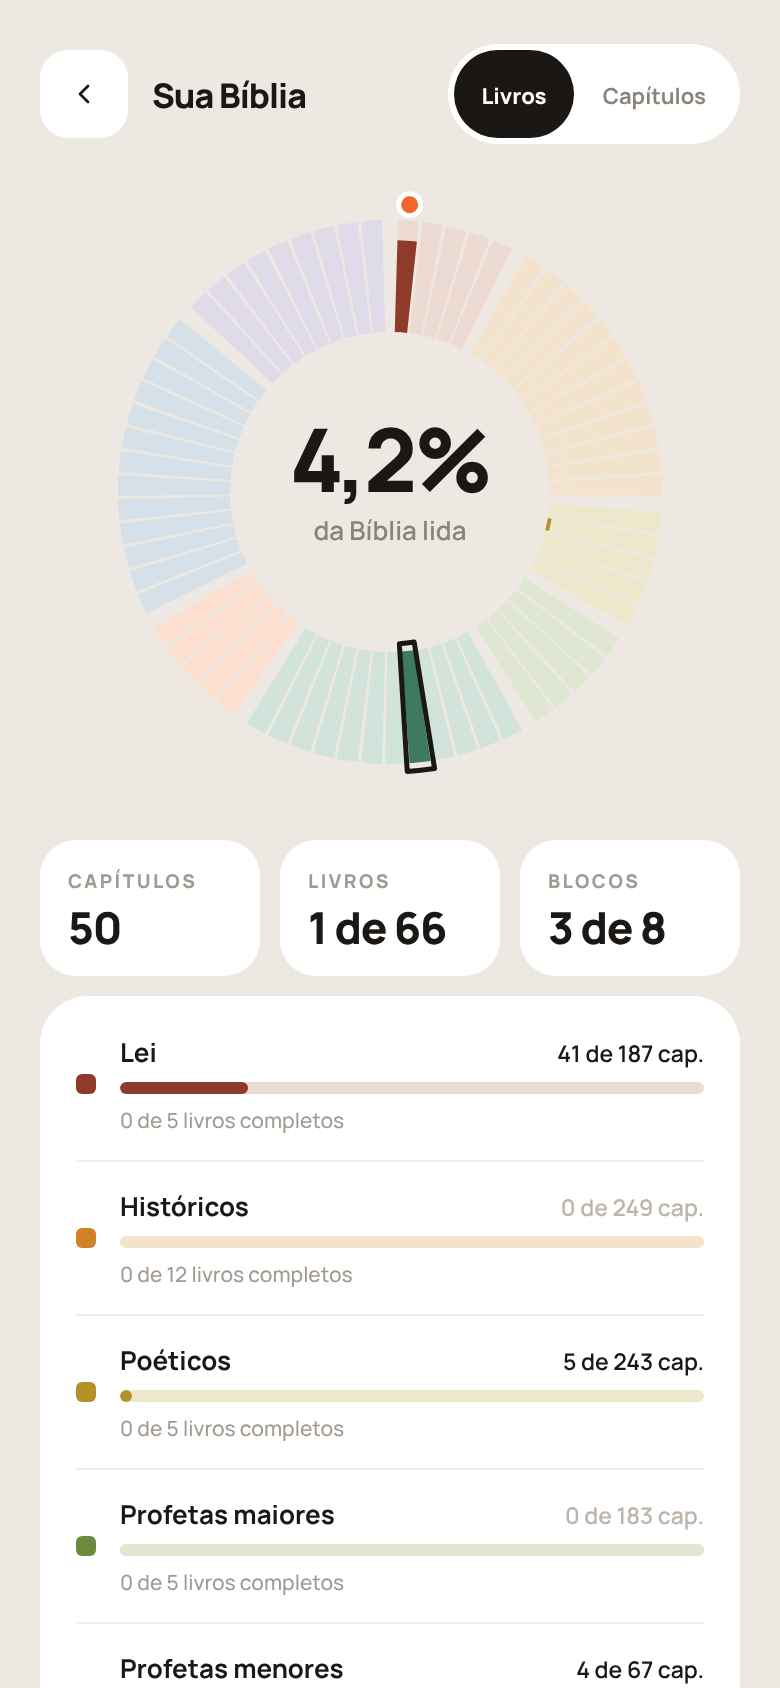 Sua Bíblia
Livros
Capítulos
4,2%
da Bíblia lida
CAPÍTULOS
50
LIVROS
1 de 66
BLOCOS
3 de 8
Lei
41 de 187 cap.
0 de 5 livros completos
Históricos
0 de 249 cap.
0 de 12 livros completos
Poéticos
5 de 243 cap.
0 de 5 livros completos
Profetas maiores
0 de 183 cap.
0 de 5 livros completos
Profetas menores
4 de 67 cap.